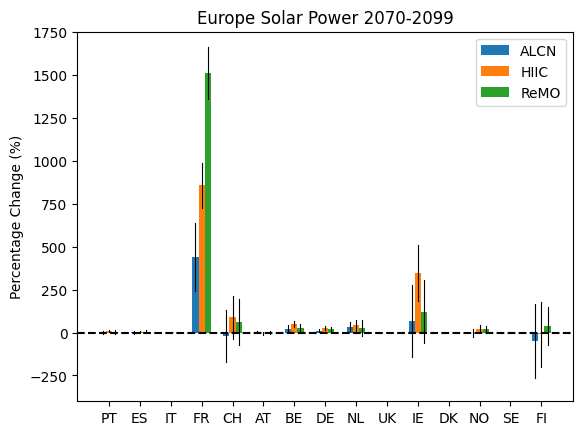 Europe Solar Power 2070-2099
Percentage Change (%)
1750
1500
1250
1000
750
500
250
0
−250
ALCN
HIIC
ReMO
PT ES IT FR CH AT BE DE NL UK IE DK NO SE FI